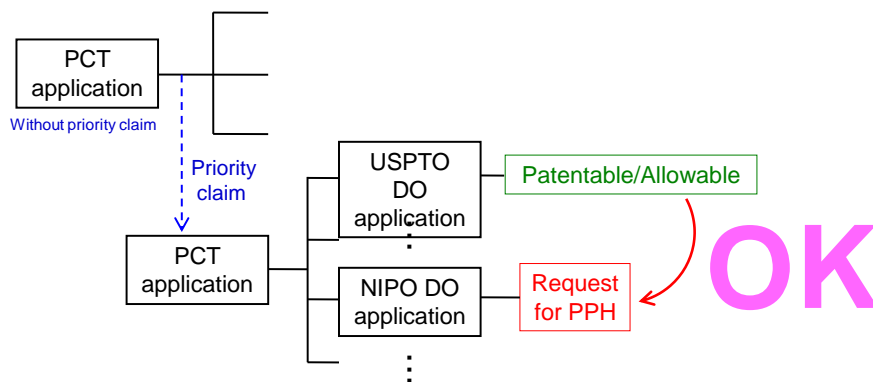 PCT
application
Without priority claim
Priority
claim
PCT
application
USPTO
DO
application
Patentable/Allowable
NIPO DO
application
Request
for PPH
OK